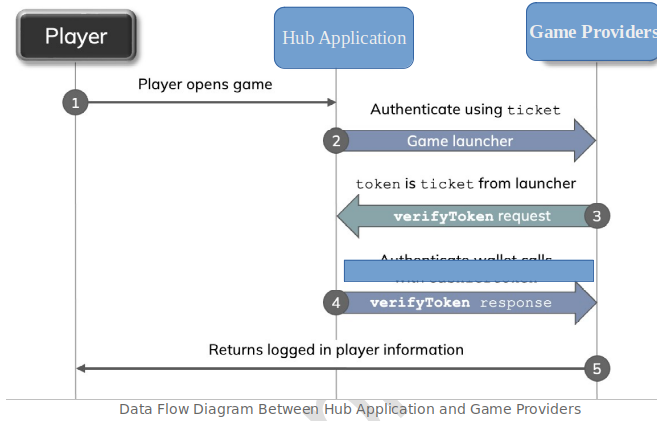 Player
Hub Application
Game Providers
Player opens game
1
Authenticate using ticket
2
Game launcher
token is ticket from launcher
verifyToken request
3
Authenticate wallet calls
4
verifyToken response
Returns logged in player information
5
Data Flow Diagram Between Hub Application and Game Providers